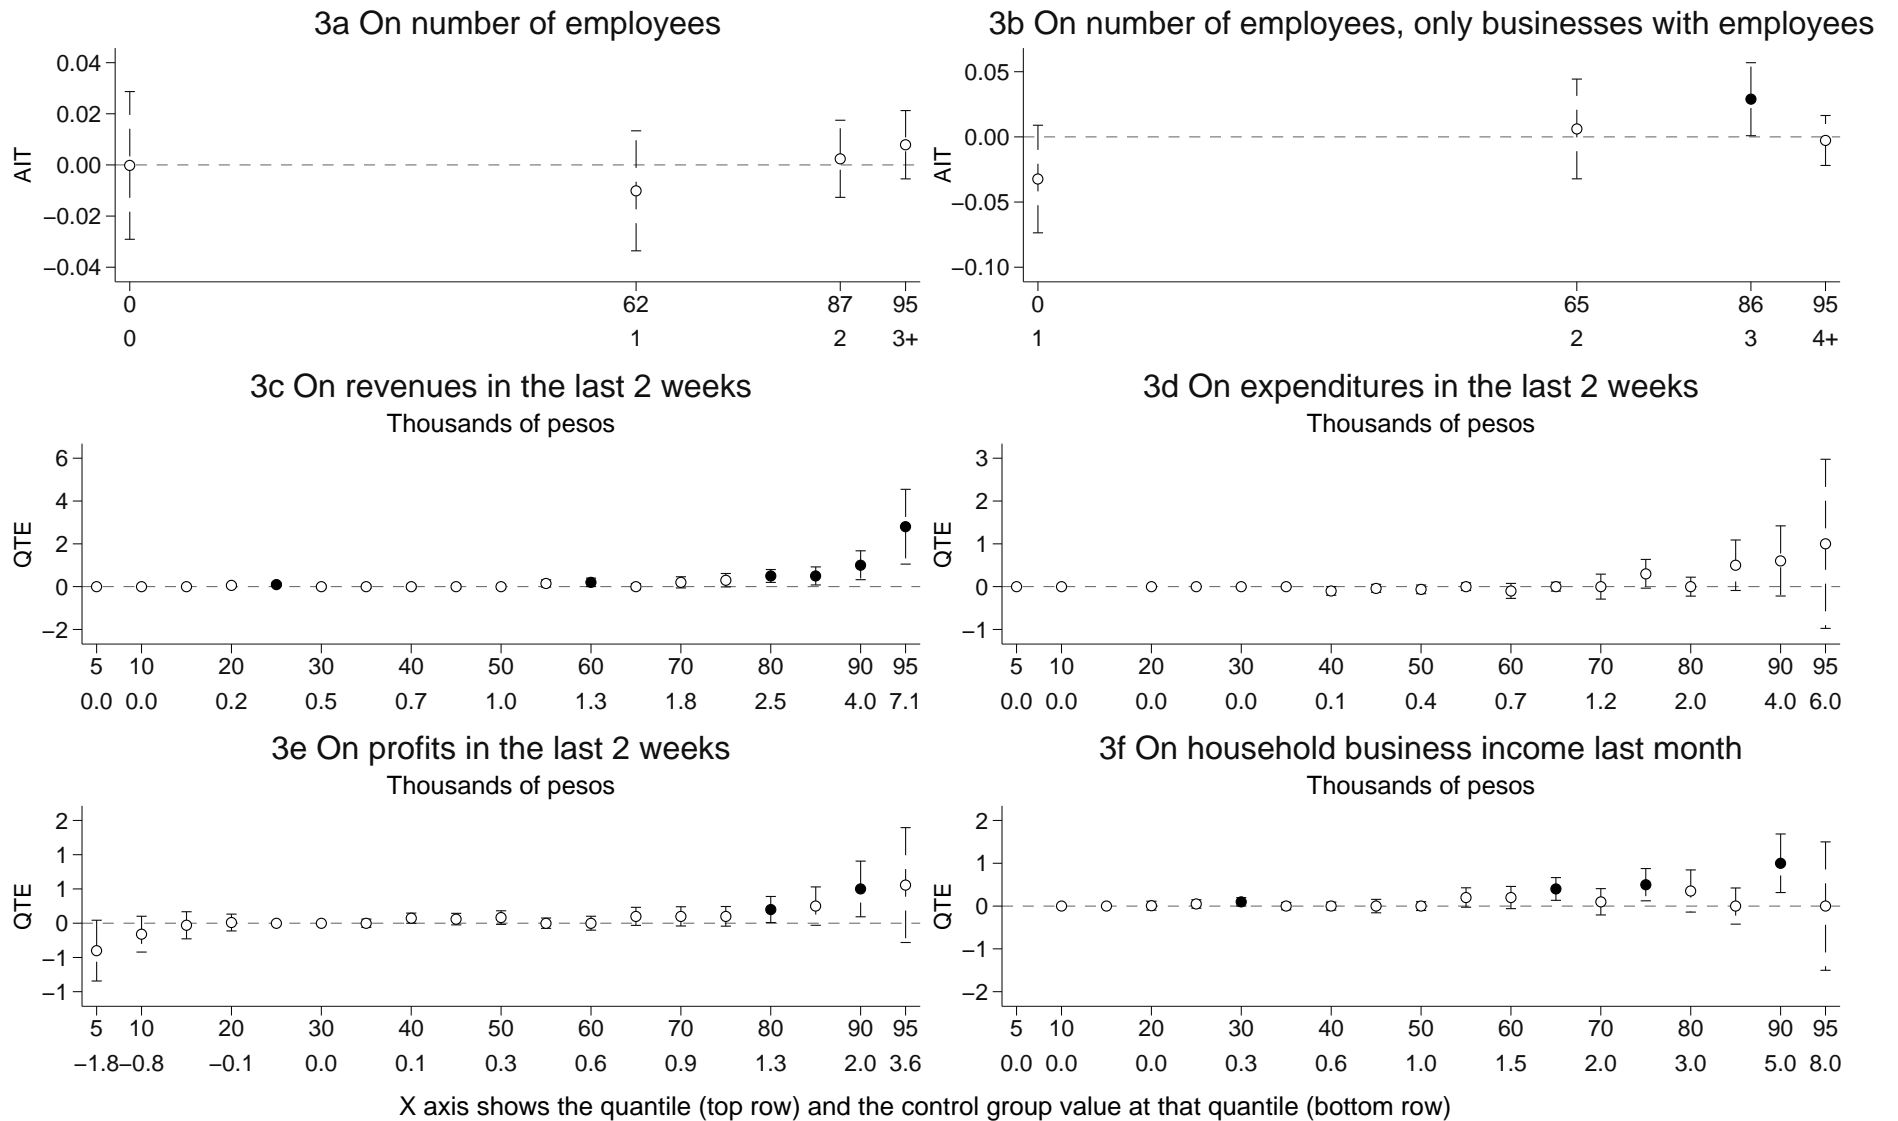 3a On number of employees
AIT
0.04
0.02
0.00
−0.02
−0.04
0 62 87 95
0 1 2 3+
3b On number of employees, only businesses with employees
AIT
0.05
0.00
−0.05
−0.10
0 65 86 95
1 2 3 4+
3c On revenues in the last 2 weeks
Thousands of pesos
QTE
6
4
2
0
−2
5 10 20 30 40 50 60 70 80 90 95
0.0 0.0 0.2 0.5 0.7 1.0 1.3 1.8 2.5 4.0 7.1
3d On expenditures in the last 2 weeks
Thousands of pesos
QTE
3
2
1
0
−1
5 10 20 30 40 50 60 70 80 90 95
0.0 0.0 0.0 0.0 0.1 0.4 0.7 1.2 2.0 4.0 6.0
3e On profits in the last 2 weeks
Thousands of pesos
QTE
2
1
1
0
−1
−1
5 10 20 30 40 50 60 70 80 90 95
−1.8 −0.8 −0.1 0.0 0.1 0.3 0.6 0.9 1.3 2.0 3.6
3f On household business income last month
Thousands of pesos
QTE
2
1
0
−1
−2
5 10 20 30 40 50 60 70 80 90 95
0.0 0.0 0.0 0.3 0.6 1.0 1.5 2.0 3.0 5.0 8.0
X axis shows the quantile (top row) and the control group value at that quantile (bottom row)